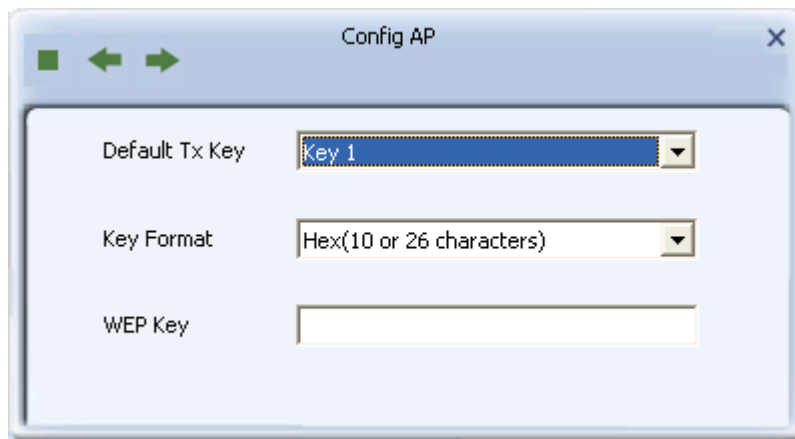 Config AP
Default Tx Key Key 1
Key Format Hex(10 or 26 characters)
WEP Key